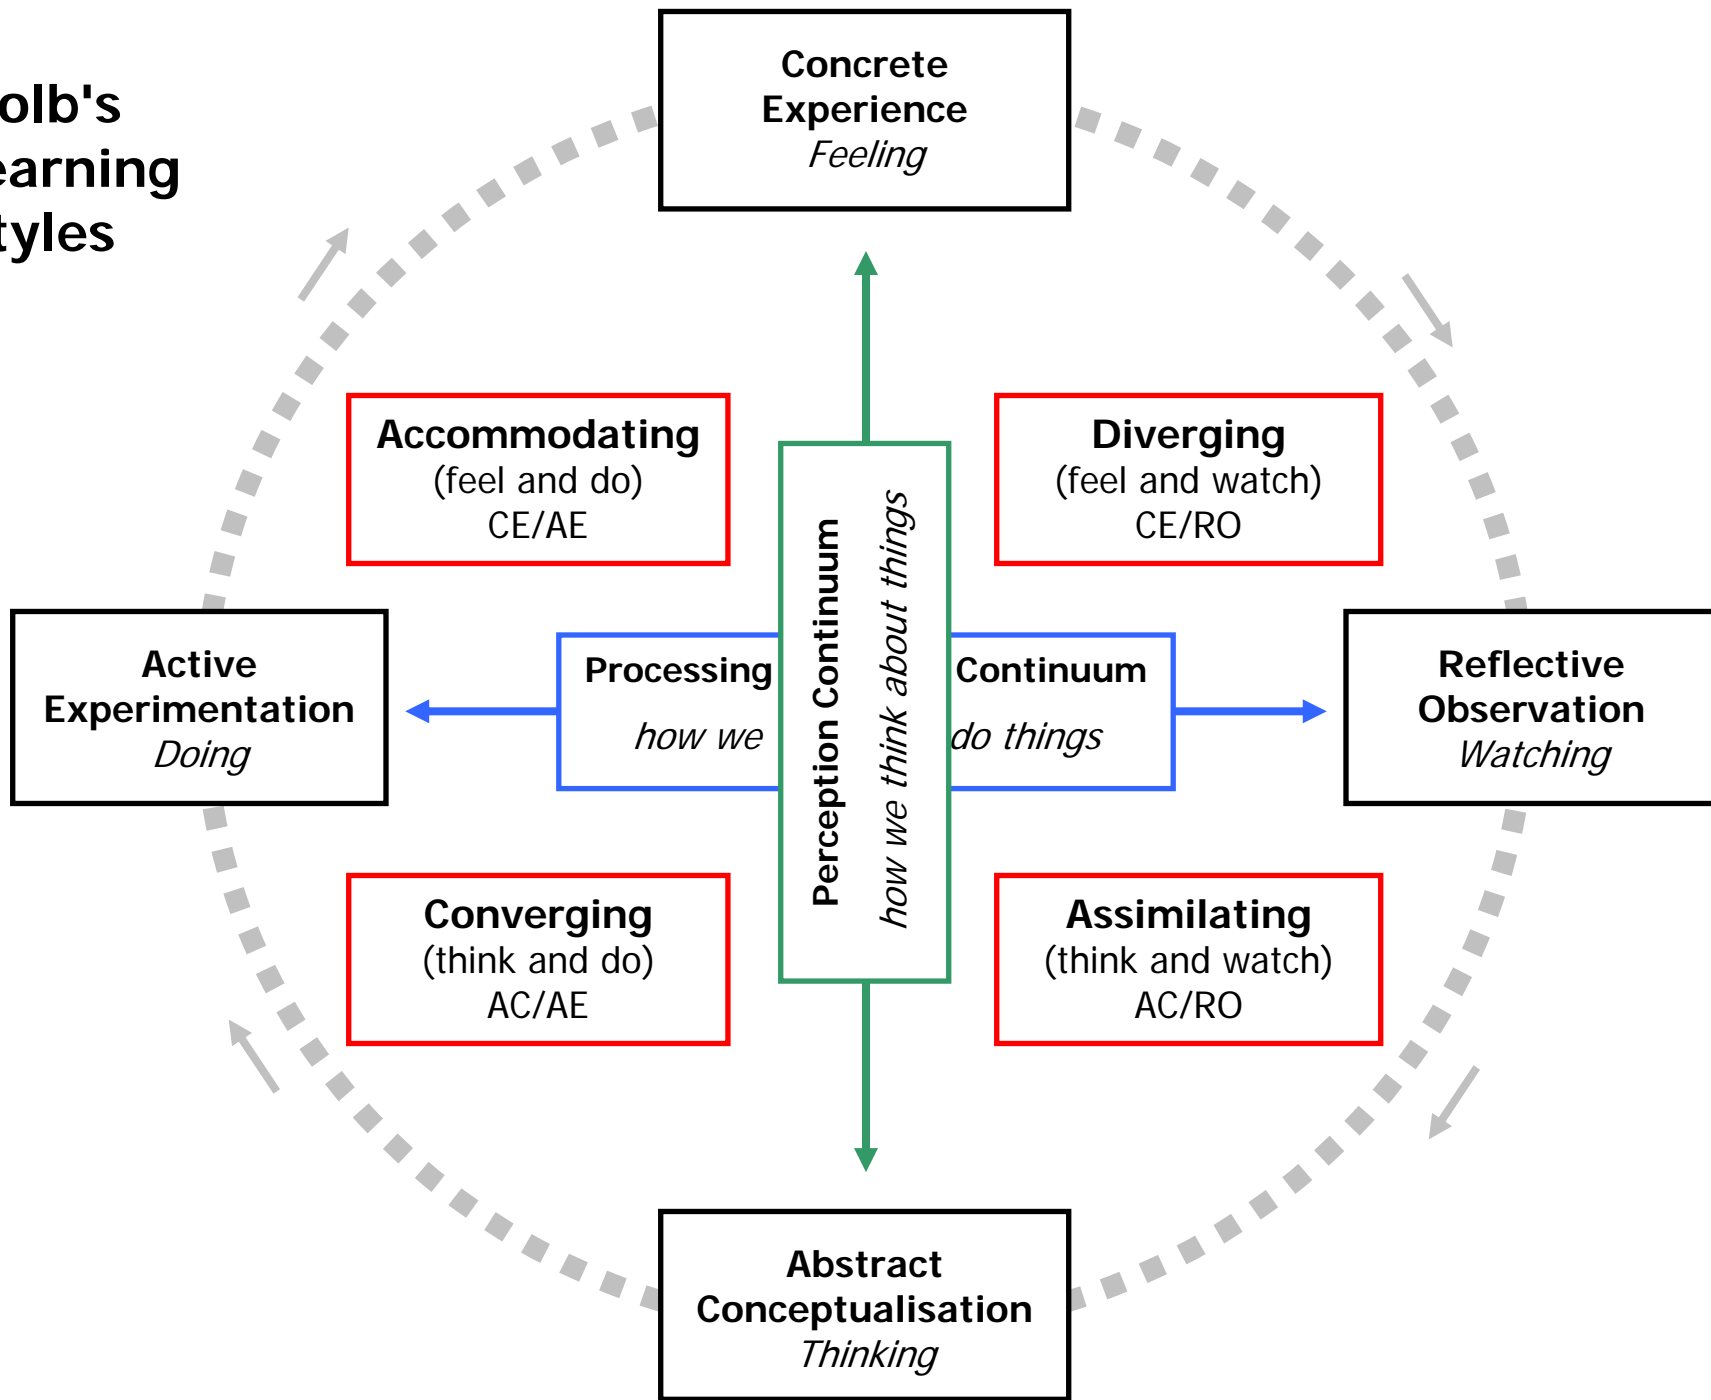 olb's
earning
tyles
Concrete
Experience
Feeling
Accommodating
(feel and do)
CE/AE
Diverging
(feel and watch)
CE/RO
Active
Experimentation
Doing
Processing Continuum
how we do things
Perception Continuum
how we think about things
Reflective
Observation
Watching
Converging
(think and do)
AC/AE
Assimilating
(think and watch)
AC/RO
Abstract
Conceptualisation
Thinking